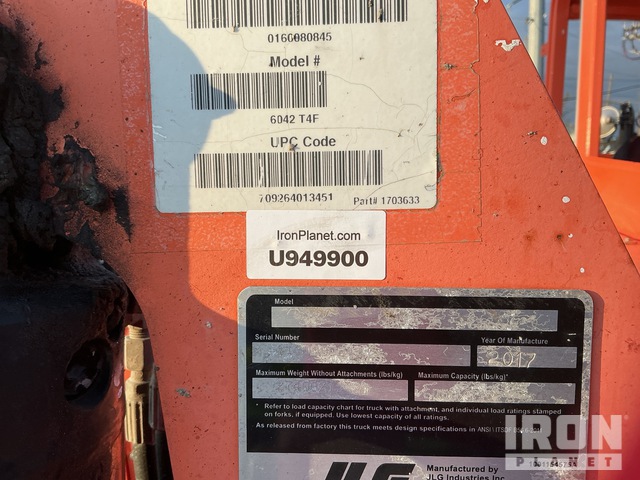 0160080845
Model #
6042 T4F
UPC Code
709264013451 Part# 1703633
IronPlanet.com
U949900
Model
Serial Number Year Of Manufacture
2017
Maximum Weight Without Attachments (lbs/kg) Maximum Capacity (lbs/kg)*
* Refer to load capacity chart for truck with attachment, and individual load ratings stamped
on forks, if equipped. Use lowest capacity of all ratings.
As released from factory this truck meets design specifications in ANSI\ITSDF
JLG Manufactured by
JLG Industries Inc
IRON
PLANET